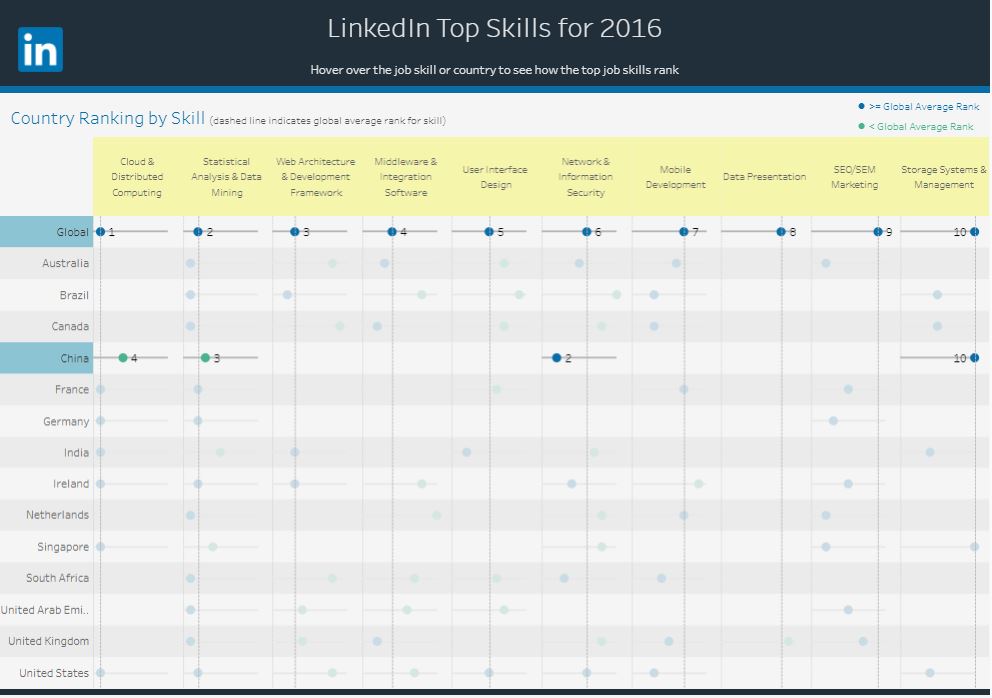 in
LinkedIn Top Skills for 2016
Hover over the job skill or country to see how the top job skills rank
Country Ranking by Skill (dashed line indicates global average rank for skill)
>= Global Average Rank
< Global Average Rank
Cloud &
Distributed
Computing
Statistical
Analysis & Data
Mining
Web Architecture
& Development
Framework
Middleware &
Integration
Software
User Interface
Design
Network &
Information
Security
Mobile
Development
Data Presentation
SEO/SEM
Marketing
Storage Systems &
Management
Global 1 2 3 4 5 6 7 8 9 10
Australia
Brazil
Canada
China 4 3 2 10
France
Germany
India
Ireland
Netherlands
Singapore
South Africa
United Arab Emi..
United Kingdom
United States